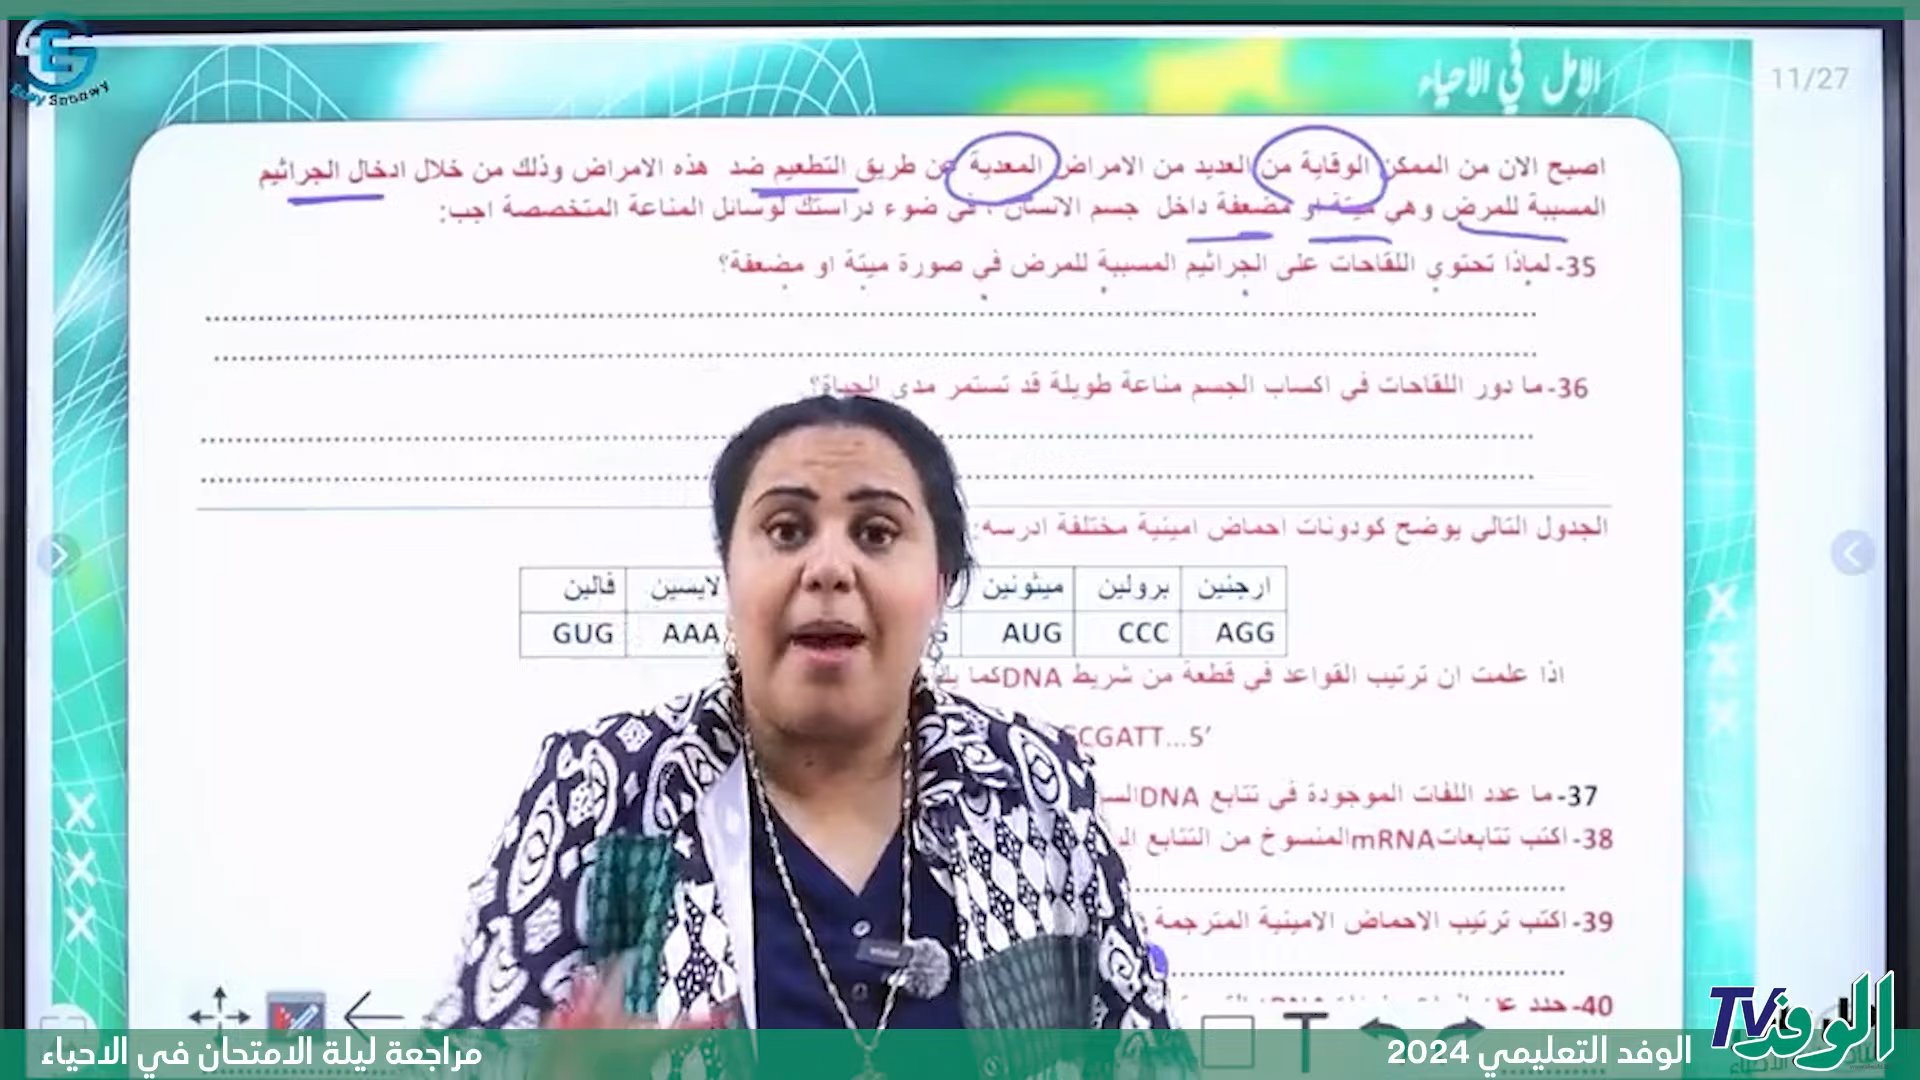 الامل في الاحياء
11/27
اصبح الان من الممكن الوقاية من العديد من الامراض المعدية عن طريق التطعيم ضد هذه الامراض وذلك من خلال ادخال الجراثيم
المسببة للمرض وهي ميتة او مضعفة داخل جسم الانسان ، في ضوء دراستك لوسائل المناعة المتخصصة اجب:
35-لماذا تحتوي اللقاحات على الجراثيم المسببة للمرض في صورة ميتة او مضعفة؟
36-ما دور اللقاحات في اكساب الجسم مناعة طويلة قد تستمر مدى الحياة؟
الجدول التالي يوضح كودونات احماض امينية مختلفة ادرسه:
ارجنين برولين ميثونين لايسين فالين
AGG CCC AUG AAA GUG
اذا علمت ان ترتيب القواعد في قطعة من شريط DNA كما
GCGATT...5′
37-ما عدد اللفات الموجودة في تتابع DNA
38-اكتب تتابعات mRNA المنسوخ من التتابع
39-اكتب ترتيب الاحماض الامينية المترجمة
40-حدد
الوفد TV
الوفد التعليمي 2024
مراجعة ليلة الامتحان في الاحياء